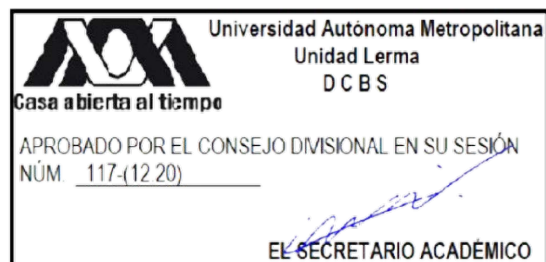 Universidad Autónoma Metropolitana
Unidad Lerma
D C B S
Casa abierta al tiempo
APROBADO POR EL CONSEJO DIVISIONAL EN SU SESIÓN
NÚM. 117-(12.20)
EL SECRETARIO ACADÉMICO